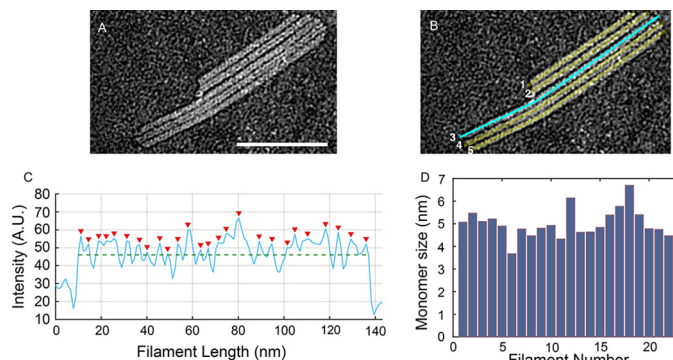 A
B
1
2
3
4
5
C
80
70
60
50
40
30
20
10
Intensity (A.U.)
0 20 40 60 80 100 120 140
Filament Length (nm)
D
7
6
5
4
3
2
1
0
Monomer size (nm)
0 5 10 15 20
Filament Number